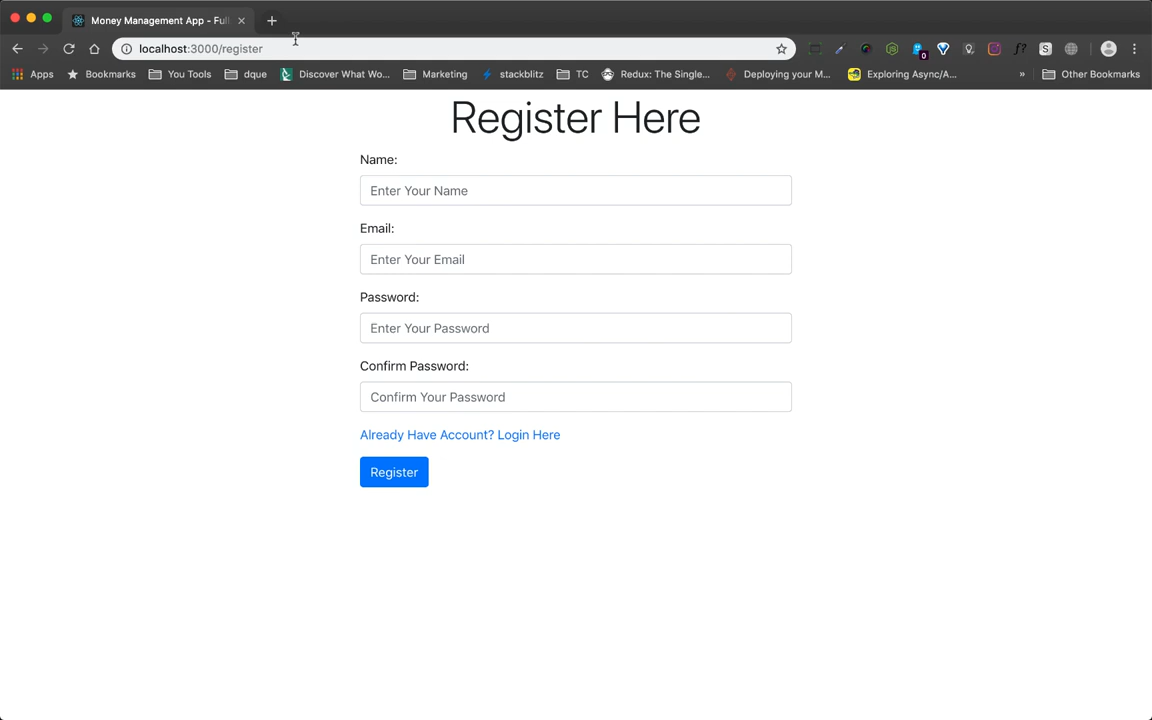 Money Management App - Full
localhost:3000/register
Apps Bookmarks You Tools dque Discover What Wo... Marketing stackblitz TC Redux: The Single... Deploying your M... Exploring Async/A... » Other Bookmarks
Register Here
Name:
Enter Your Name
Email:
Enter Your Email
Password:
Enter Your Password
Confirm Password:
Confirm Your Password
Already Have Account? Login Here
Register